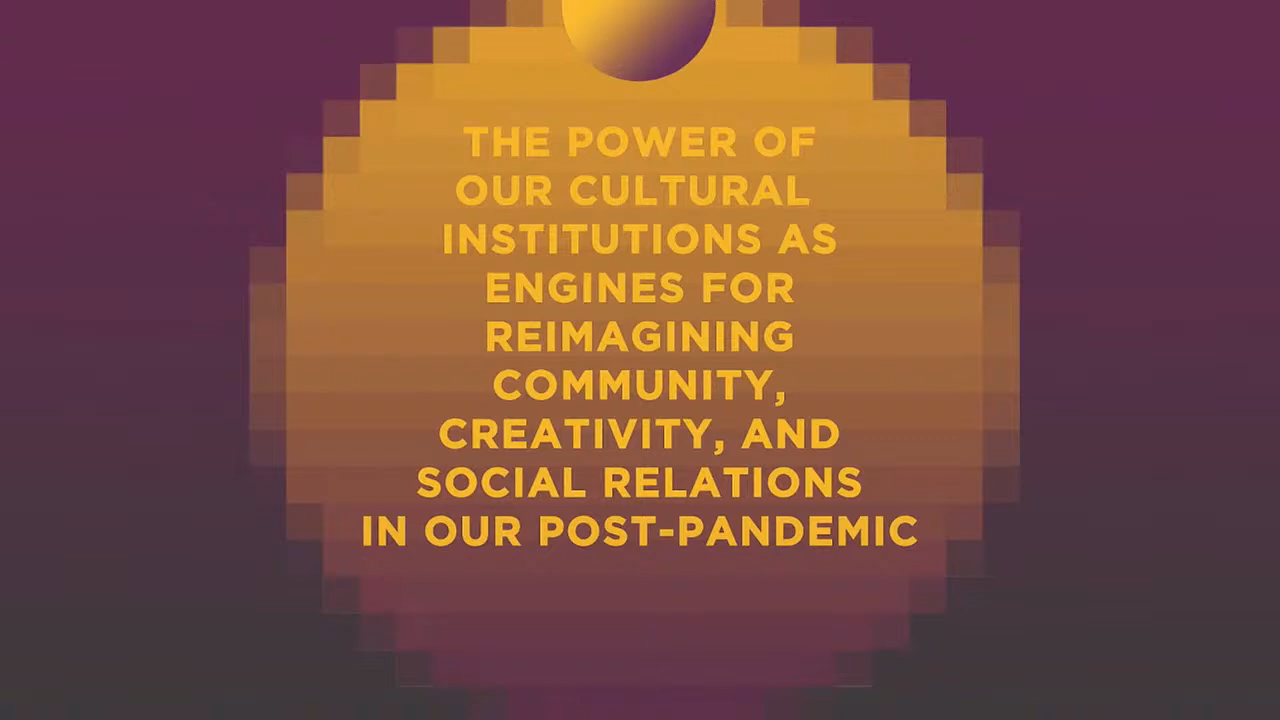 THE POWER OF
OUR CULTURAL
INSTITUTIONS AS
ENGINES FOR
REIMAGINING
COMMUNITY,
CREATIVITY, AND
SOCIAL RELATIONS
IN OUR POST-PANDEMIC